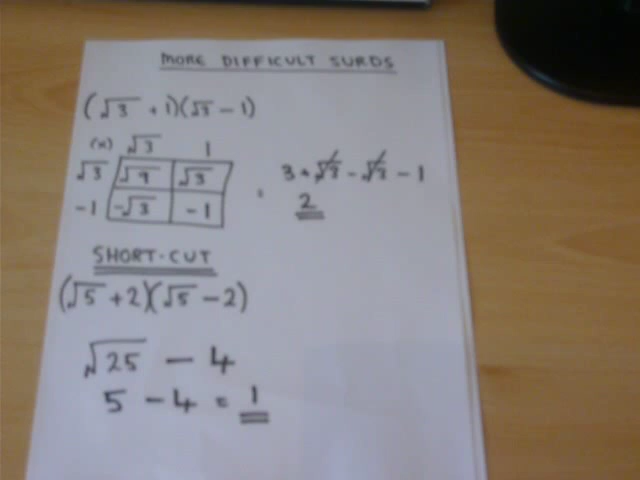 MORE DIFFICULT SURDS
(√3 + 1)(√3 - 1)
(x) √3 1
√3 √9 √3 = 3 + √3 - √3 - 1
-1 -√3 -1 2
SHORT-CUT
(√5 + 2)(√5 - 2)
√25 - 4
5 - 4 = 1